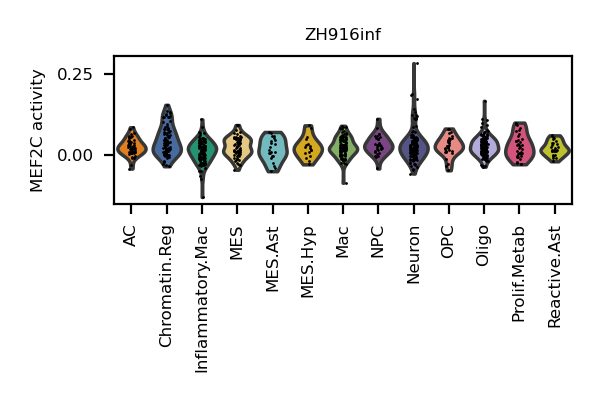 ZH916inf
MEF2C activity
0.25
0.00
AC
Chromatin.Reg
Inflammatory.Mac
MES
MES.Ast
MES.Hyp
Mac
NPC
Neuron
OPC
Oligo
Prolif.Metab
Reactive.Ast